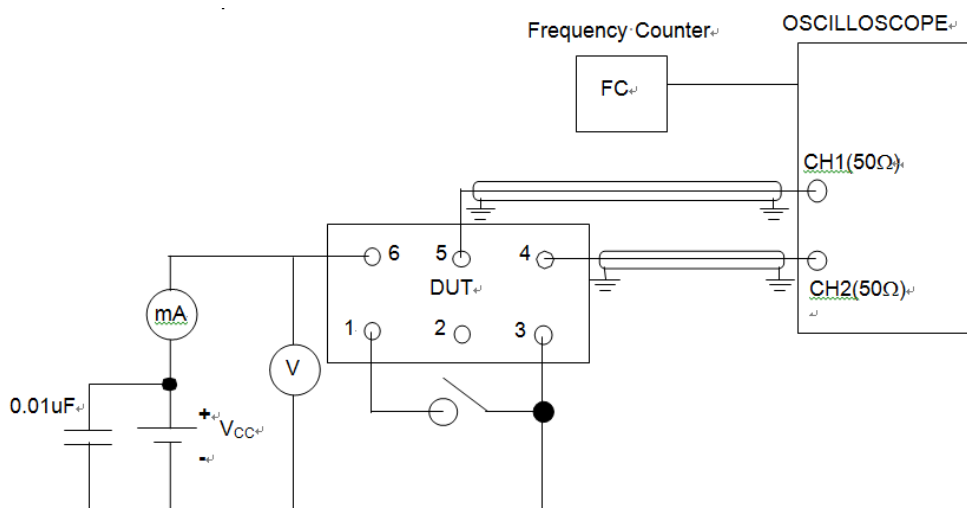 OSCILLOSCOPE
Frequency Counter
FC
CH1(50Ω)
6 5 4
DUT
CH2(50Ω)
mA
1 2 3
V
0.01uF
+
VCC
-